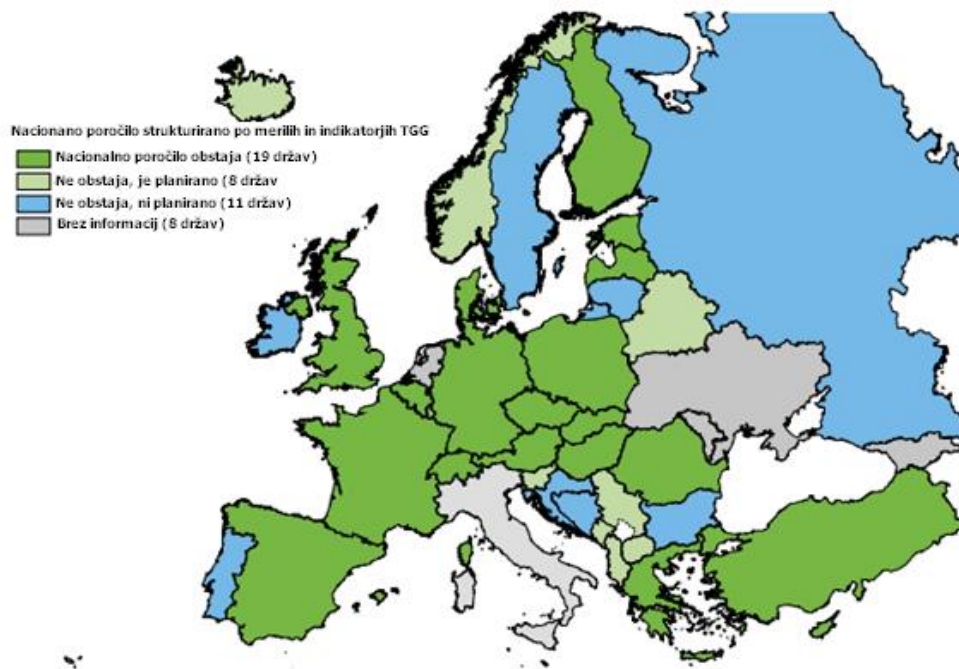 Nacionano poročilo strukturirano po merilih in indikatorjih TGG
Nacionalno poročilo obstaja (19 držav)
Ne obstaja, je planirano (8 držav
Ne obstaja, ni planirano (11 držav)
Brez informacij (8 držav)